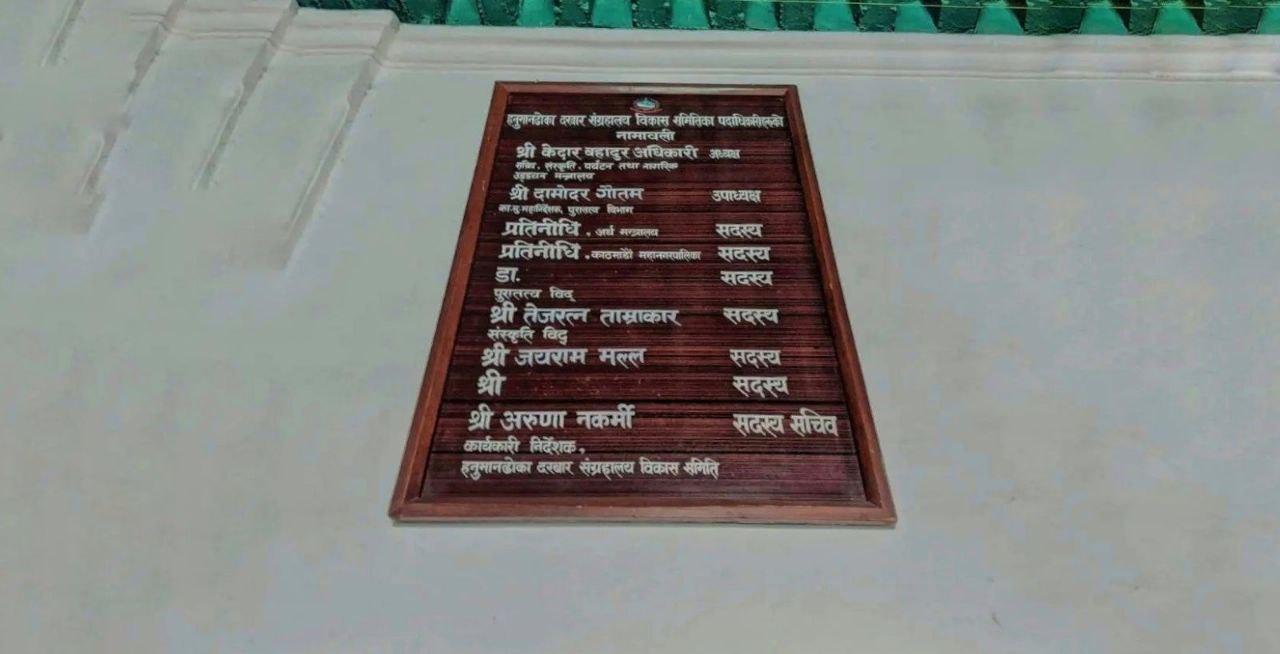 हनुमानढोका दरबार संग्रहालय विकास समितिका पदाधिकारीहरूको
नामावली
श्री केदार बहादुर अधिकारी अध्यक्ष
सचिव, संस्कृति, पर्यटन तथा नागरिक
उड्डयन मन्त्रालय
श्री दामोदर गौतम उपाध्यक्ष
का.मु.महानिर्देशक, पुरातत्व विभाग
प्रतिनीधि, अर्थ मन्त्रालय सदस्य
प्रतिनीधि, काठमाडौं महानगरपालिका सदस्य
डा. सदस्य
पुरातत्व विद्
श्री तेजरत्न ताम्राकार सदस्य
संस्कृति विद्
श्री जयराम मल्ल सदस्य
श्री सदस्य
श्री अरुणा नकर्मी सदस्य सचिव
कार्यकारी निर्देशक,
हनुमानढोका दरबार संग्रहालय विकास समिति